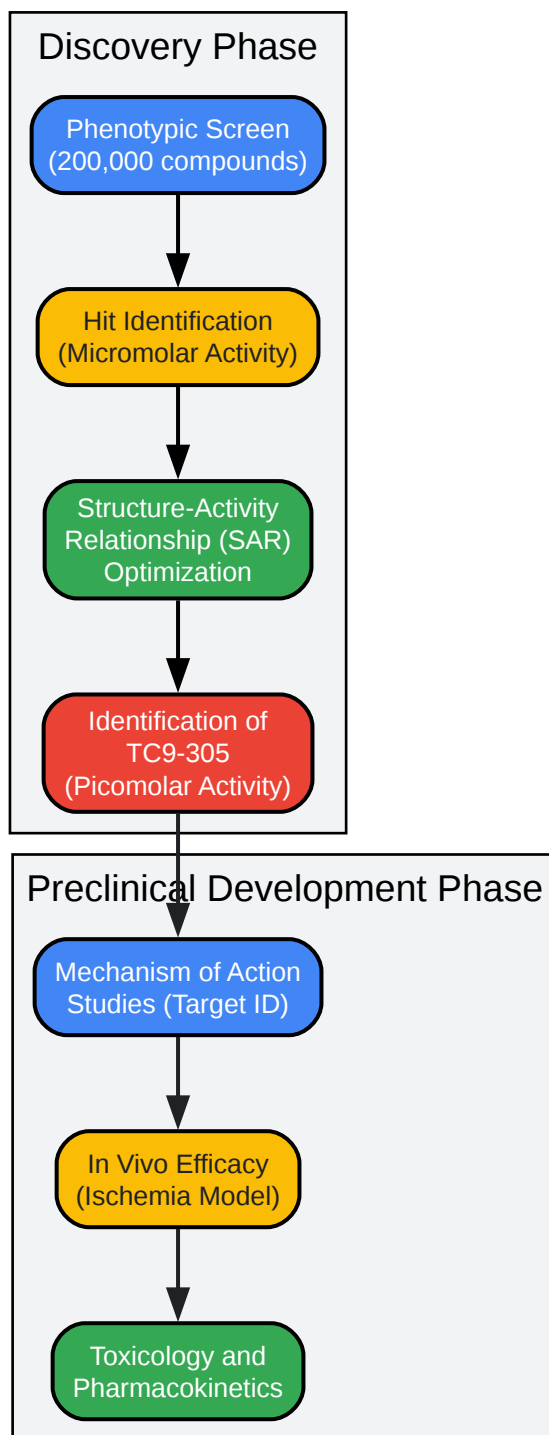 Discovery Phase
Phenotypic Screen
(200,000 compounds)
Hit Identification
(Micromolar Activity)
Structure-Activity
Relationship (SAR)
Optimization
Identification of
TC9-305
(Picomolar Activity)
Preclinical Development Phase
Mechanism of Action
Studies (Target ID)
In Vivo Efficacy
(Ischemia Model)
Toxicology and
Pharmacokinetics